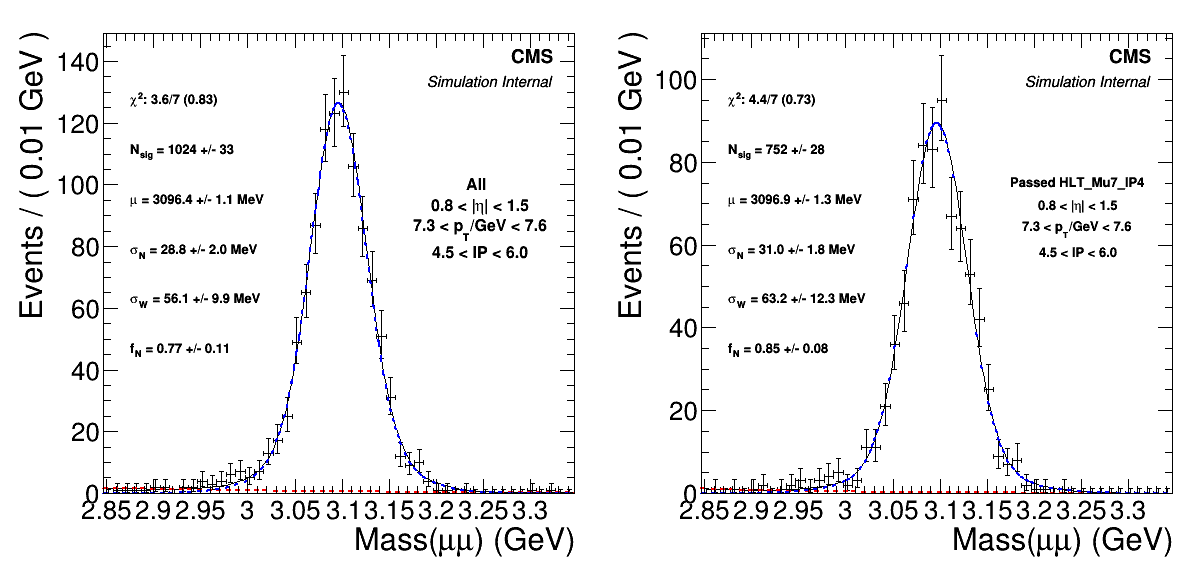 CMS
Simulation Internal
χ²: 3.6/7 (0.83)
N_sig = 1024 +/- 33
μ = 3096.4 +/- 1.1 MeV
σ_N = 28.8 +/- 2.0 MeV
σ_W = 56.1 +/- 9.9 MeV
f_N = 0.77 +/- 0.11
All
0.8 < |η| < 1.5
7.3 < p_T/GeV < 7.6
4.5 < IP < 6.0
Events / ( 0.01 GeV )
140
120
100
80
60
40
20
0
2.85 2.9 2.95 3 3.05 3.1 3.15 3.2 3.25 3.3
Mass(μμ) (GeV)
CMS
Simulation Internal
χ²: 4.4/7 (0.73)
N_sig = 752 +/- 28
μ = 3096.9 +/- 1.3 MeV
σ_N = 31.0 +/- 1.8 MeV
σ_W = 63.2 +/- 12.3 MeV
f_N = 0.85 +/- 0.08
Passed HLT_Mu7_IP4
0.8 < |η| < 1.5
7.3 < p_T/GeV < 7.6
4.5 < IP < 6.0
Events / ( 0.01 GeV )
100
80
60
40
20
0
2.85 2.9 2.95 3 3.05 3.1 3.15 3.2 3.25 3.3
Mass(μμ) (GeV)